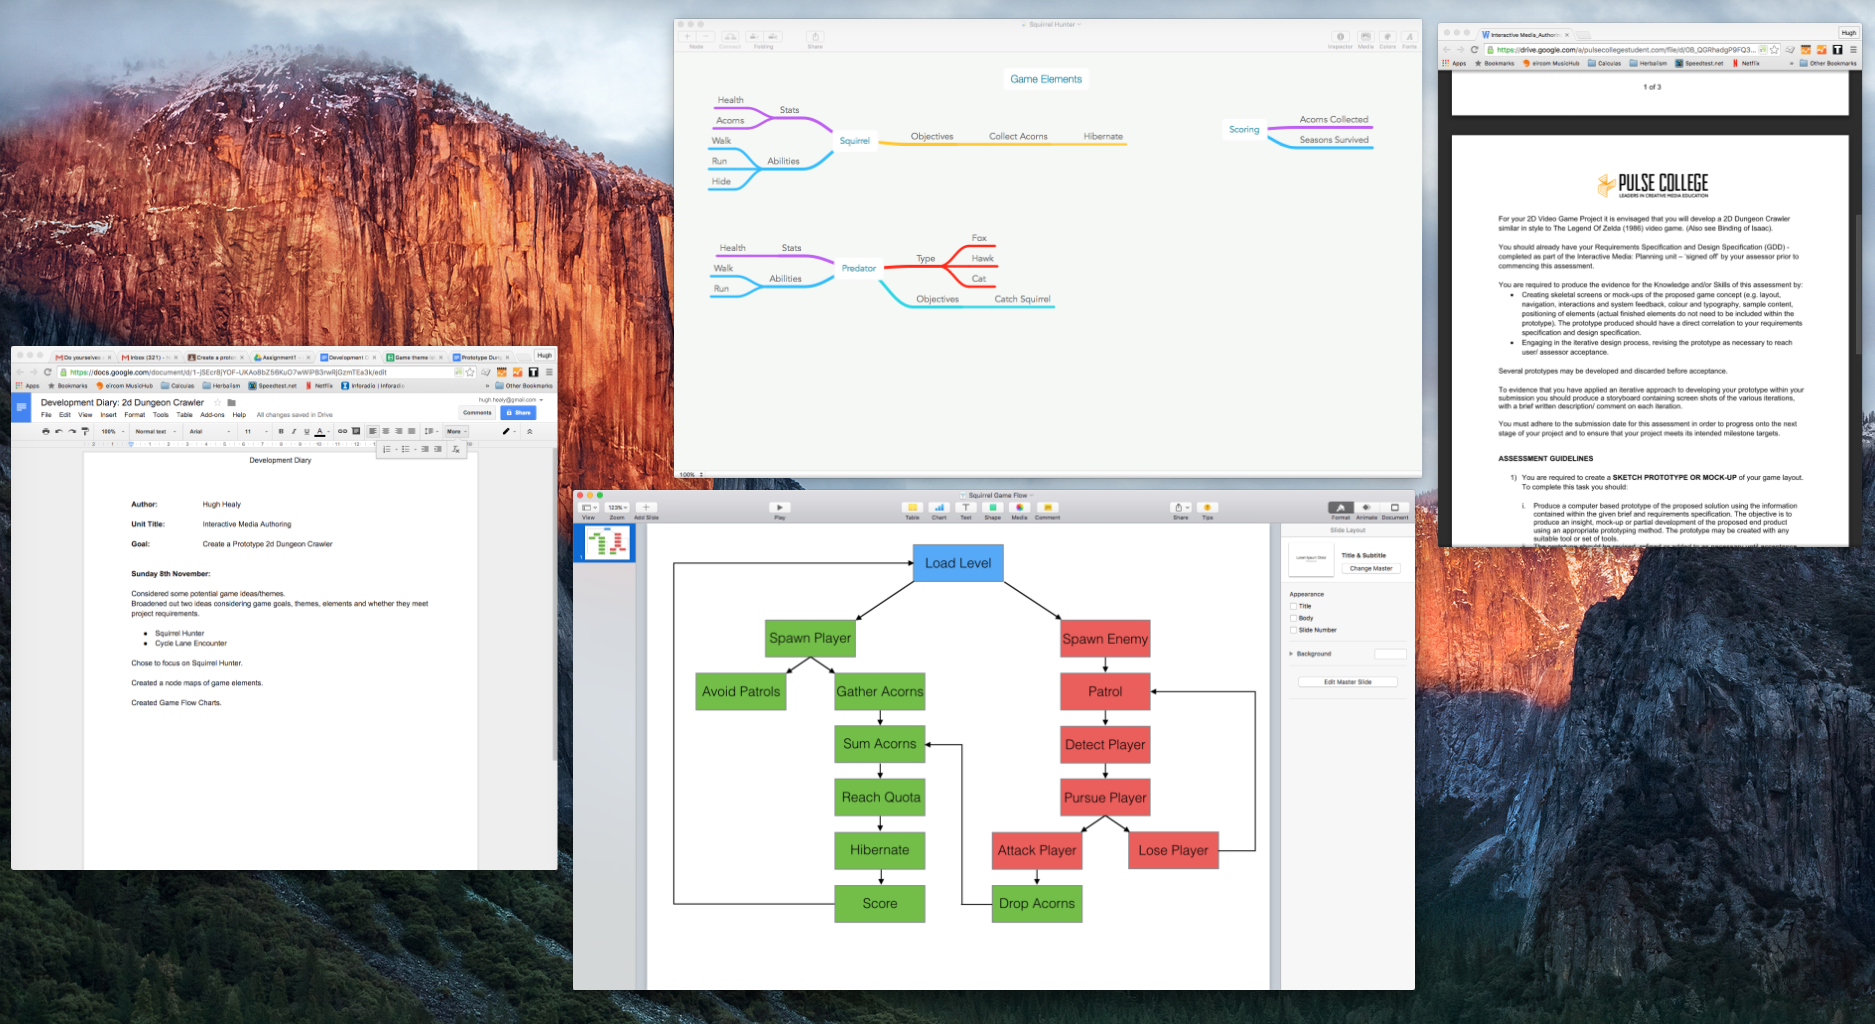 Squirrel Hunter
Node
Connect
Folding
Share
Inspector
Media
Colors
Fonts
Game Elements
Health
Acorns
Stats
Walk
Run
Hide
Abilities
Squirrel
Objectives
Collect Acorns
Hibernate
Scoring
Acorns Collected
Seasons Survived
Health
Stats
Walk
Run
Abilities
Predator
Type
Fox
Hawk
Cat
Objectives
Catch Squirrel
100%
Interactive Media_Authorin
Hugh
https://drive.google.com/a/pulsecollegestudent.com/file/d/0B_QGRhadgP9FQ3...
Apps
Bookmarks
eircom MusicHub
Calculas
Herbalism
Speedtest.net
Netflix
» Other Bookmarks
1 of 3
PULSE COLLEGE
LEADERS IN CREATIVE MEDIA EDUCATION
For your 2D Video Game Project it is envisaged that you will develop a 2D Dungeon Crawler
similar in style to The Legend Of Zelda (1986) video game. (Also see Binding of Isaac).
You should already have your Requirements Specification and Design Specification (GDD) -
completed as part of the Interactive Media: Planning unit – 'signed off' by your assessor prior to
commencing this assessment.
You are required to produce the evidence for the Knowledge and/or Skills of this assessment by:
• Creating skeletal screens or mock-ups of the proposed game concept (e.g. layout,
navigation, interactions and system feedback, colour and typography, sample content,
positioning of elements (actual finished elements do not need to be included within the
prototype). The prototype produced should have a direct correlation to your requirements
specification and design specification.
• Engaging in the iterative design process, revising the prototype as necessary to reach
user/ assessor acceptance.
Several prototypes may be developed and discarded before acceptance.
To evidence that you have applied an iterative approach to developing your prototype within your
submission you should produce a storyboard containing screen shots of the various iterations,
with a brief written description/ comment on each iteration.
You must adhere to the submission date for this assessment in order to progress onto the next
stage of your project and to ensure that your project meets its intended milestone targets.
ASSESSMENT GUIDELINES
1) You are required to create a SKETCH PROTOTYPE OR MOCK-UP of your game layout.
To complete this task you should:
i. Produce a computer based prototype of the proposed solution using the information
contained within the given brief and requirements specification. The objective is to
produce an insight, mock-up or partial development of the proposed end product
using an appropriate prototyping method. The prototype may be created with any
suitable tool or set of tools.
Do yourselves
Inbox (321) - h
Create a protot
Assignment1 -
Development D
Game theme id
Prototype Dun
Hugh
Apps
Bookmarks
eircom MusicHub
Calculas
Herbalism
Speedtest.net
Netflix
Inforadio | Inforadio
» Other Bookmarks
Development Diary: 2d Dungeon Crawler
hugh.healy@gmail.com
File Edit View Insert Format Tools Table Add-ons Help All changes saved in Drive
Comments
Share
100% Normal text Arial 11 B I U A More
Development Diary
Author: Hugh Healy
Unit Title: Interactive Media Authoring
Goal: Create a Prototype 2d Dungeon Crawler
Sunday 8th November:
Considered some potential game ideas/themes.
Broadened out two ideas considering game goals, themes, elements and whether they meet
project requirements.
● Squirrel Hunter
● Cycle Lane Encounter
Chose to focus on Squirrel Hunter.
Created a node maps of game elements.
Created Game Flow Charts.
Squirrel Game Flow
123%
View Zoom Add Slide
Play
Table Chart Text Shape Media Comment
Share Tips
Format Animate Document
1
Load Level
Spawn Player
Spawn Enemy
Avoid Patrols
Gather Acorns
Patrol
Sum Acorns
Detect Player
Reach Quota
Pursue Player
Hibernate
Attack Player
Lose Player
Score
Drop Acorns
Slide Layout
Title & Subtitle
Change Master
Appearance
Title
Body
Slide Number
Background
Edit Master Slide